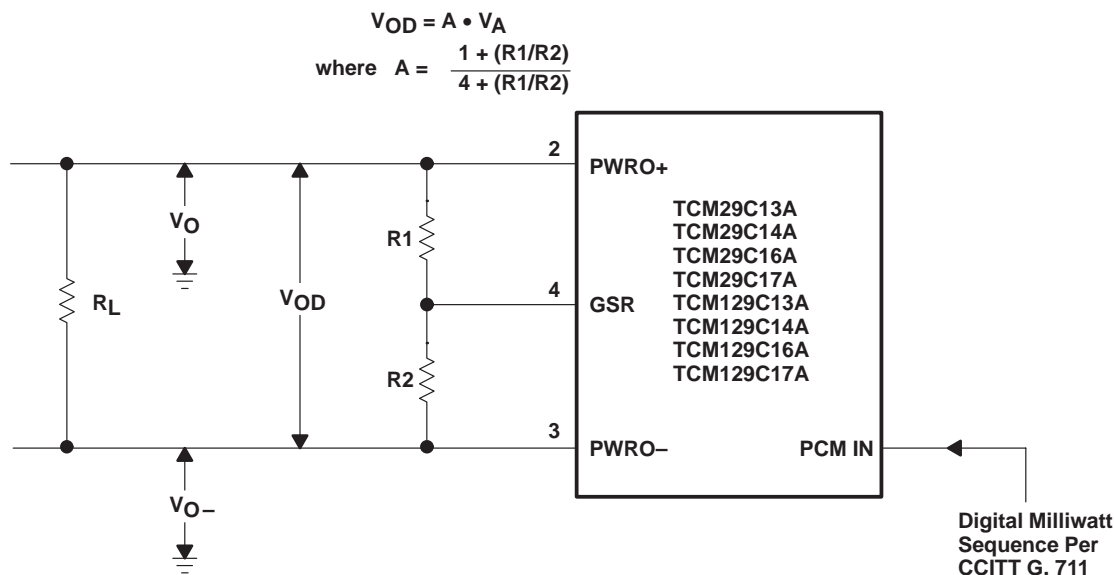 VOD = A • VA
where A = 1 + (R1/R2)
4 + (R1/R2)
2
PWRO+
TCM29C13A
TCM29C14A
TCM29C16A
TCM29C17A
TCM129C13A
TCM129C14A
TCM129C16A
TCM129C17A
VO
R1
RL
VOD
4
GSR
R2
3
PWRO–
PCM IN
VO–
Digital Milliwatt
Sequence Per
CCITT G. 711